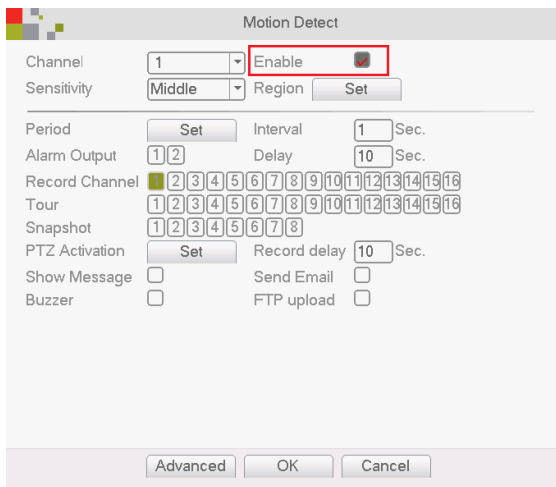 Motion Detect
Channel 1 Enable
Sensitivity Middle Region Set
Period Set Interval 1 Sec.
Alarm Output 1 2 Delay 10 Sec.
Record Channel 1 2 3 4 5 6 7 8 9 10 11 12 13 14 15 16
Tour 1 2 3 4 5 6 7 8 9 10 11 12 13 14 15 16
Snapshot 1 2 3 4 5 6 7 8
PTZ Activation Set Record delay 10 Sec.
Show Message Send Email
Buzzer FTP upload
Advanced OK Cancel